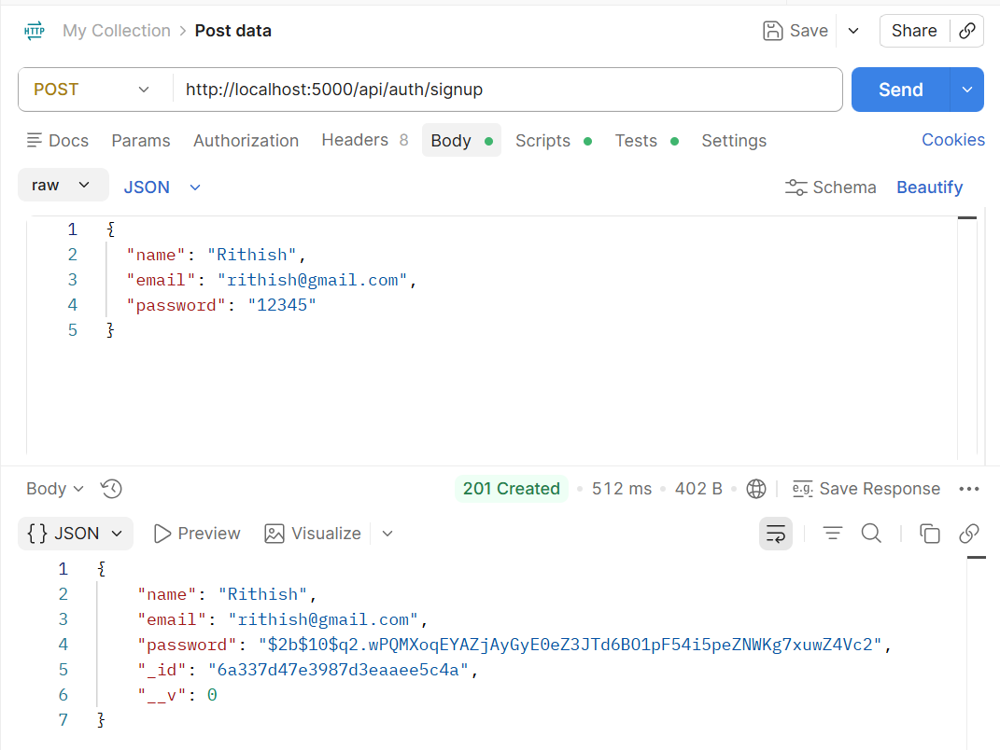 HTTP My Collection > Post data Save Share
POST http://localhost:5000/api/auth/signup Send
Docs Params Authorization Headers 8 Body Scripts Tests Settings Cookies
raw JSON Schema Beautify
1 {
2 "name": "Rithish",
3 "email": "rithish@gmail.com",
4 "password": "12345"
5 }
Body 201 Created 512 ms 402 B e.g. Save Response
{} JSON Preview Visualize
1 {
2 "name": "Rithish",
3 "email": "rithish@gmail.com",
4 "password": "$2b$10$q2.wPQMXoqEYAZjAyGyE0eZ3JTd6BO1pF54i5peZNWKg7xuwZ4Vc2",
5 "_id": "6a337d47e3987d3eaaee5c4a",
6 "__v": 0
7 }